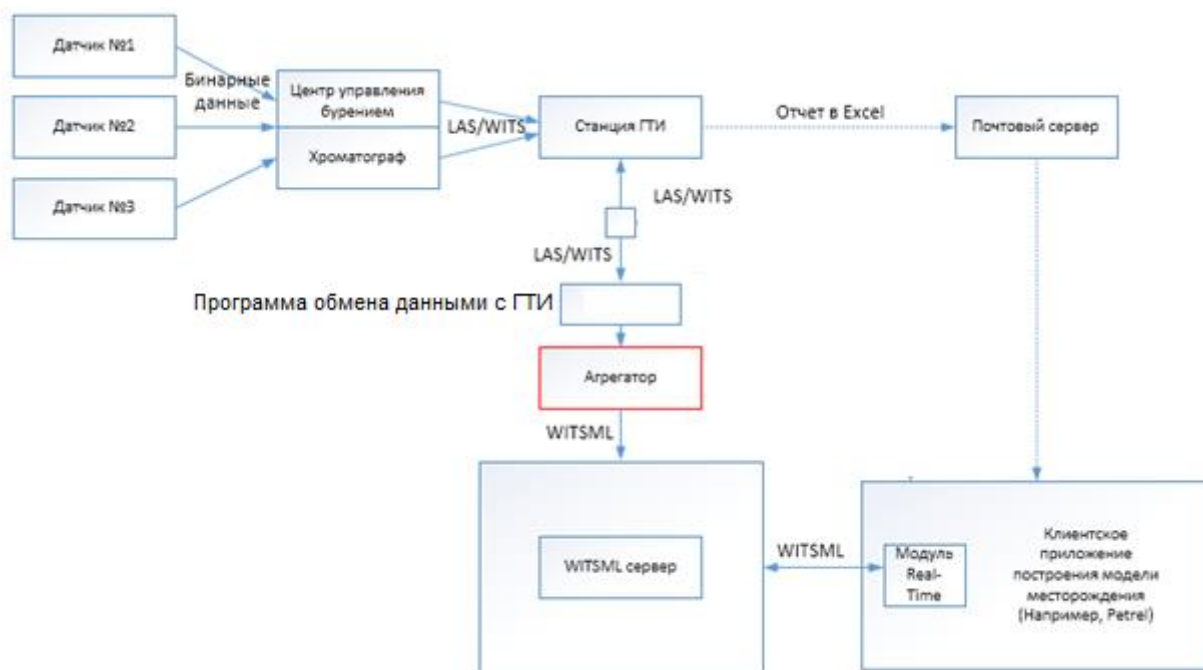 Датчик №1
Датчик №2
Датчик №3
Бинарные
данные
Центр управления
бурением
Хроматограф
LAS/WITS
Станция ГТИ
Отчет в Excel
Почтовый сервер
LAS/WITS
LAS/WITS
Программа обмена данными с ГТИ
Агрегатор
WITSML
WITSML сервер
WITSML
Модуль
Real-
Time
Клиентское
приложение
построения модели
месторождения
(Например, Petrel)